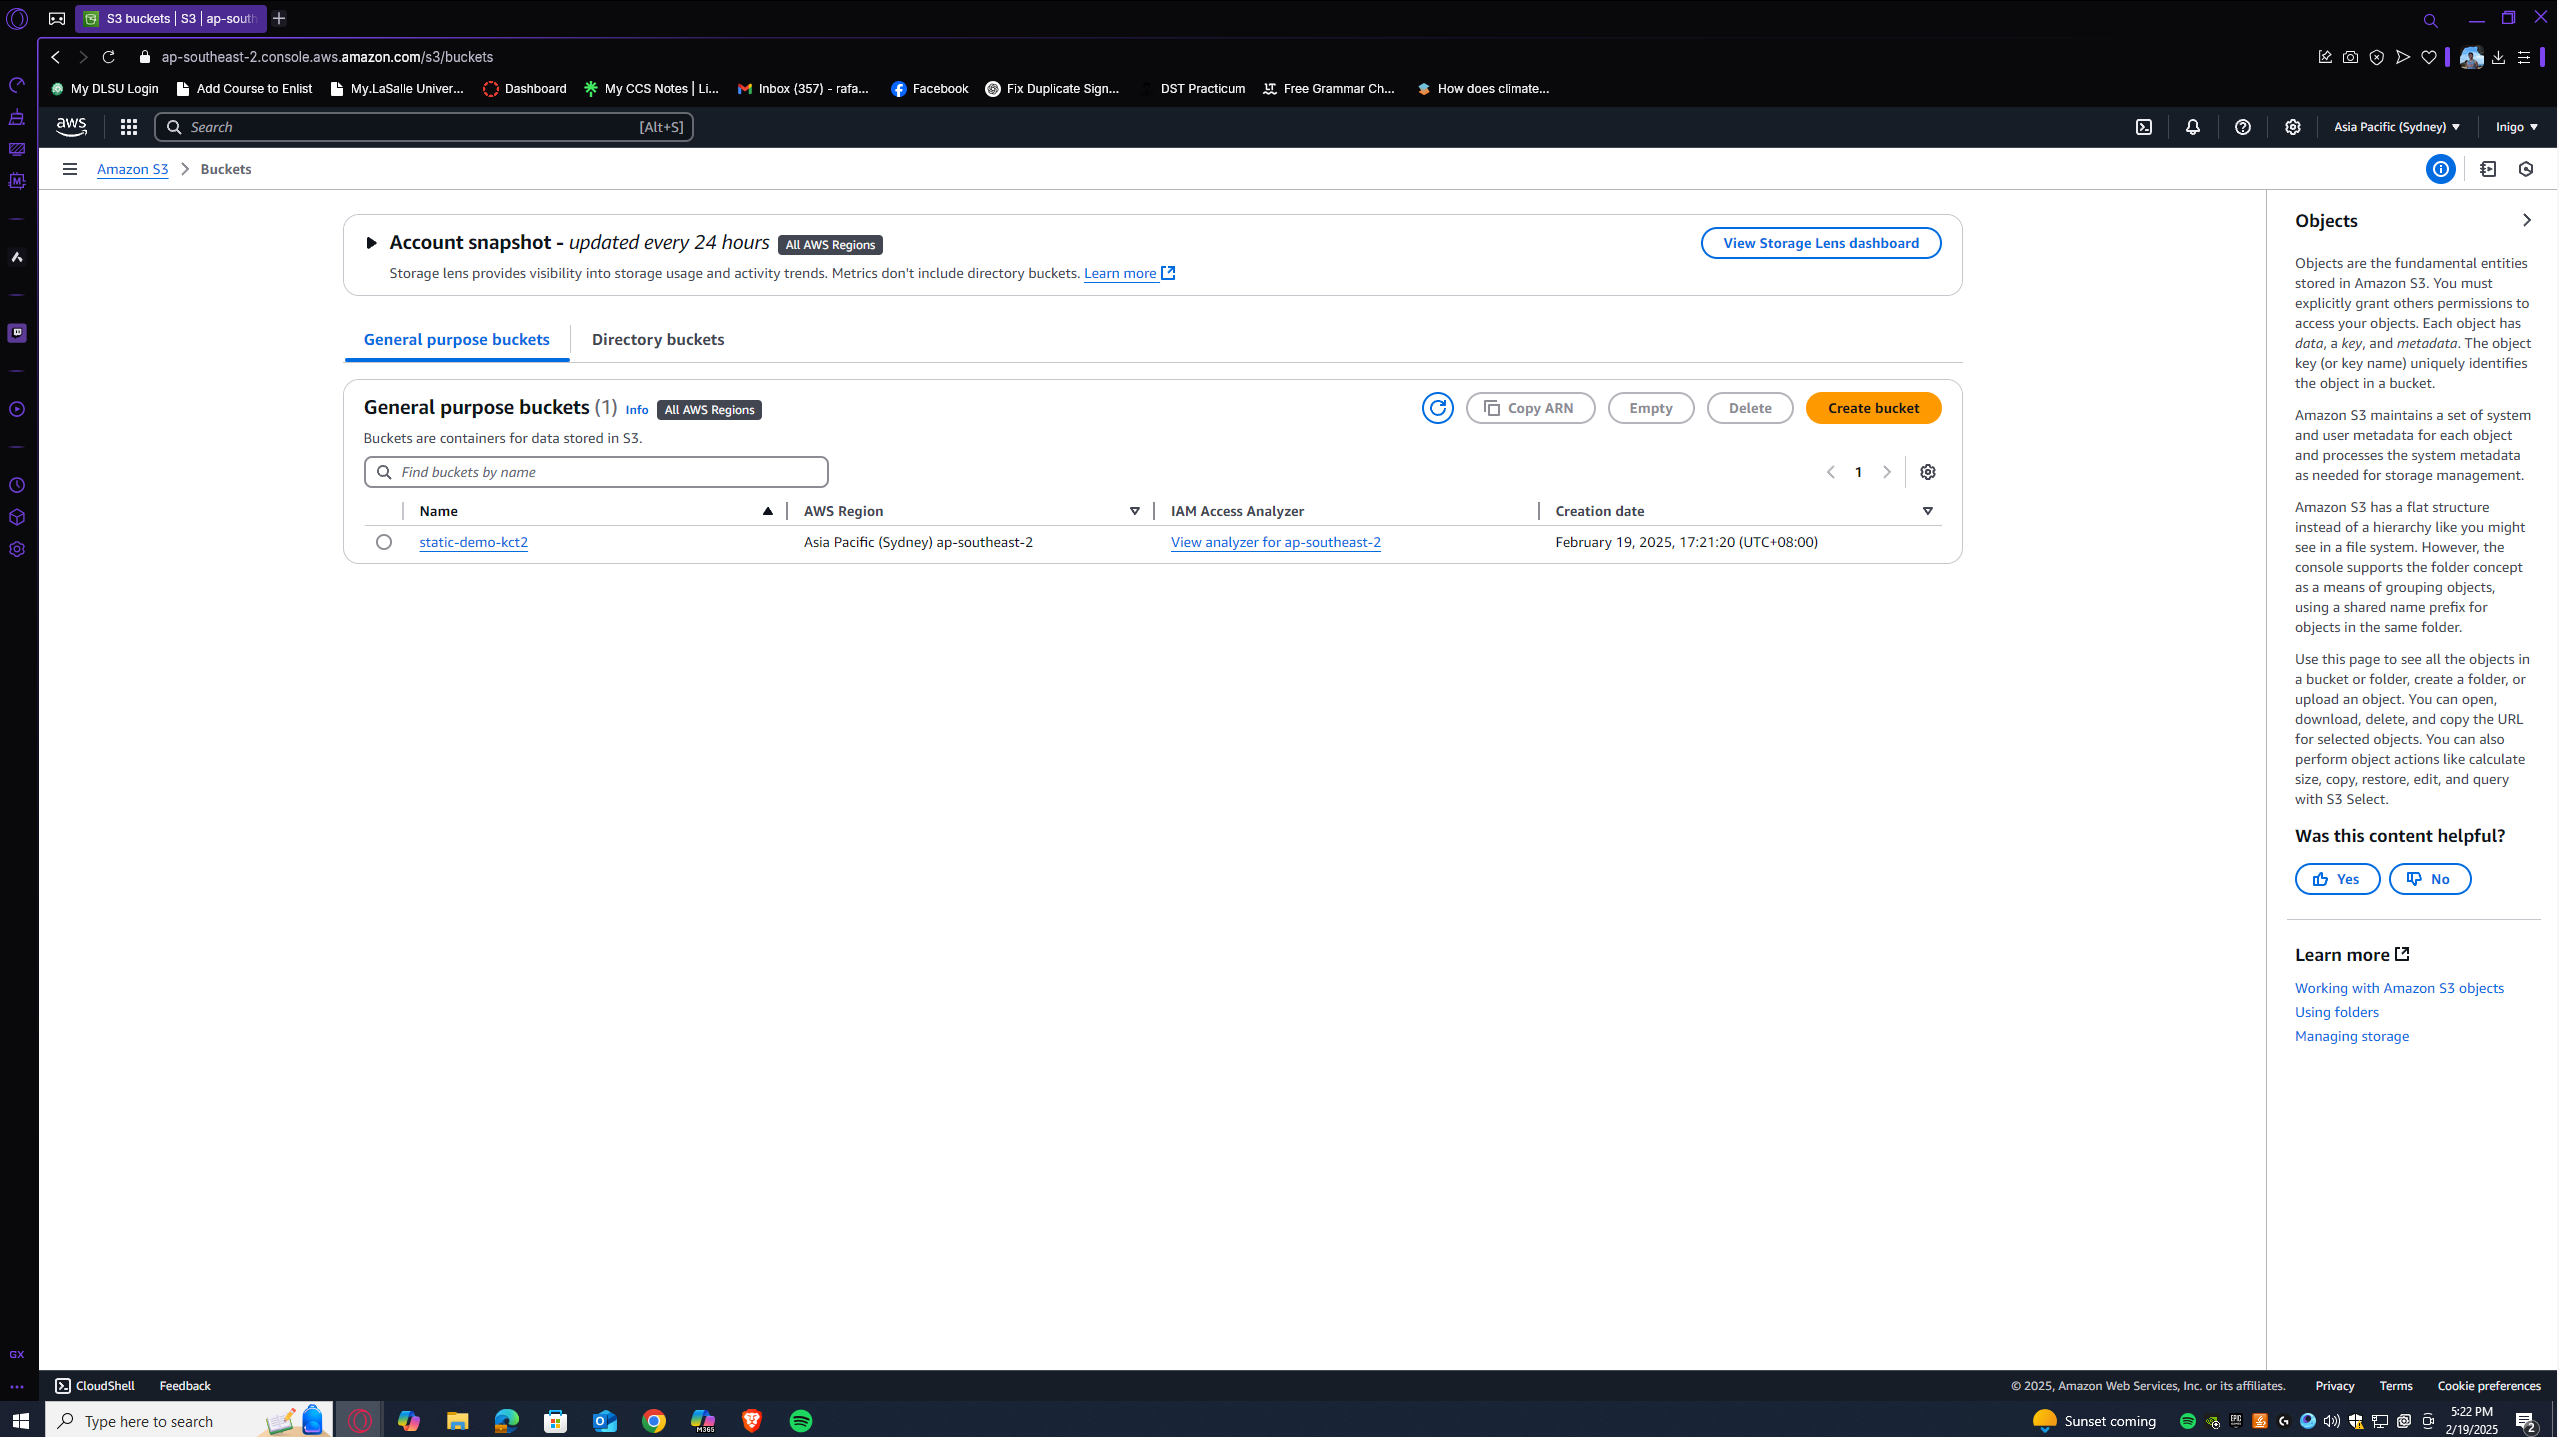 S3 buckets | S3 | ap-south
ap-southeast-2.console.aws.amazon.com/s3/buckets
My DLSU Login
Add Course to Enlist
My.LaSalle Univer...
Dashboard
My CCS Notes | Li...
Inbox (357) - rafa...
Facebook
Fix Duplicate Sign...
DST Practicum
Free Grammar Ch...
How does climate...
aws
Search
[Alt+S]
Asia Pacific (Sydney)
Inigo
Amazon S3
Buckets
Account snapshot - updated every 24 hours
All AWS Regions
View Storage Lens dashboard
Storage lens provides visibility into storage usage and activity trends. Metrics don't include directory buckets. Learn more
General purpose buckets
Directory buckets
General purpose buckets (1) Info
All AWS Regions
Copy ARN
Empty
Delete
Create bucket
Buckets are containers for data stored in S3.
Find buckets by name
1
Name
AWS Region
IAM Access Analyzer
Creation date
static-demo-kct2
Asia Pacific (Sydney) ap-southeast-2
View analyzer for ap-southeast-2
February 19, 2025, 17:21:20 (UTC+08:00)
Objects
Objects are the fundamental entities
stored in Amazon S3. You must
explicitly grant others permissions to
access your objects. Each object has
data, a key, and metadata. The object
key (or key name) uniquely identifies
the object in a bucket.
Amazon S3 maintains a set of system
and user metadata for each object
and processes the system metadata
as needed for storage management.
Amazon S3 has a flat structure
instead of a hierarchy like you might
see in a file system. However, the
console supports the folder concept
as a means of grouping objects,
using a shared name prefix for
objects in the same folder.
Use this page to see all the objects in
a bucket or folder, create a folder, or
upload an object. You can open,
download, delete, and copy the URL
for selected objects. You can also
perform object actions like calculate
size, copy, restore, edit, and query
with S3 Select.
Was this content helpful?
Yes
No
Learn more
Working with Amazon S3 objects
Using folders
Managing storage
GX
CloudShell
Feedback
© 2025, Amazon Web Services, Inc. or its affiliates.
Privacy
Terms
Cookie preferences
Type here to search
M365
Sunset coming
5:22 PM
2/19/2025
2